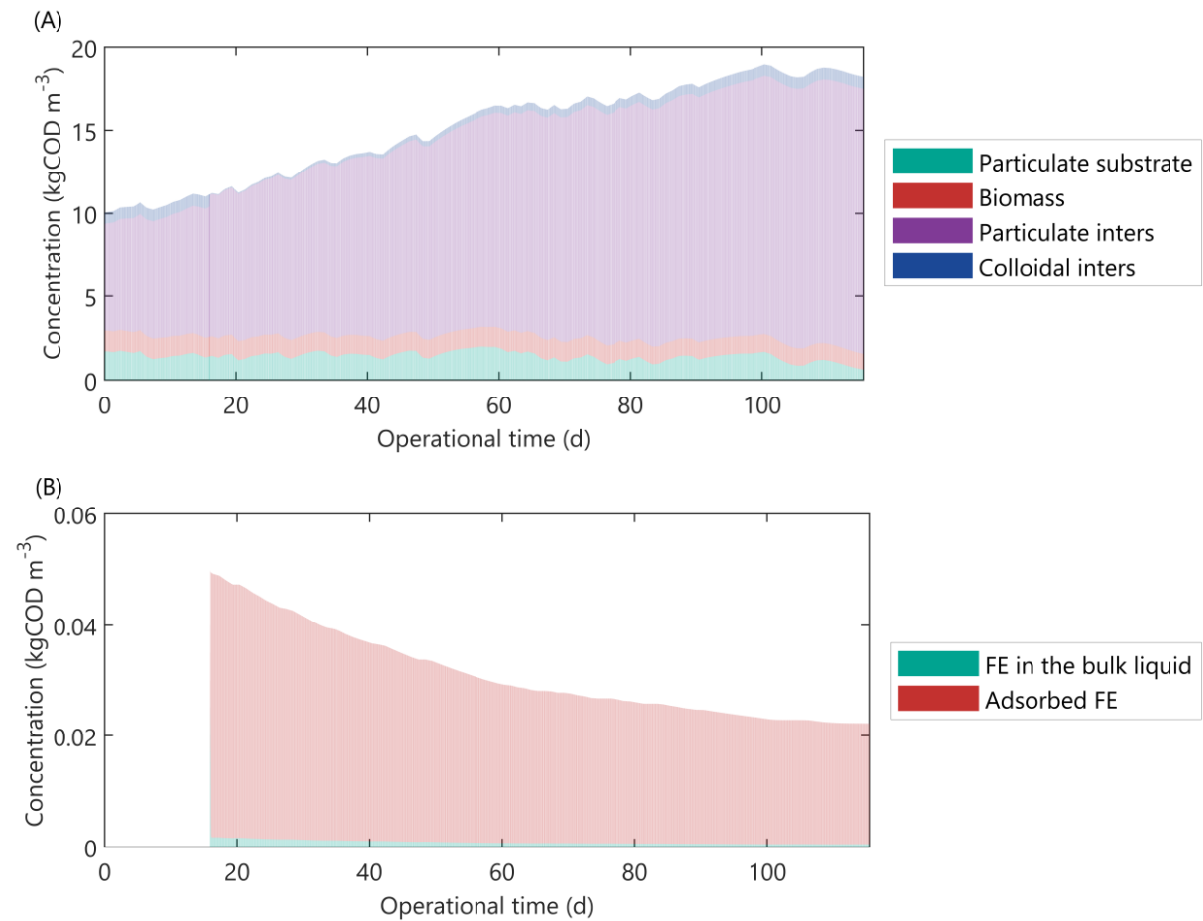 (A)
20
15
10
5
0
Concentration (kgCOD m⁻³)
0 20 40 60 80 100
Operational time (d)
Particulate substrate
Biomass
Particulate inters
Colloidal inters
(B)
0.06
0.04
0.02
0
Concentration (kgCOD m⁻³)
0 20 40 60 80 100
Operational time (d)
FE in the bulk liquid
Adsorbed FE